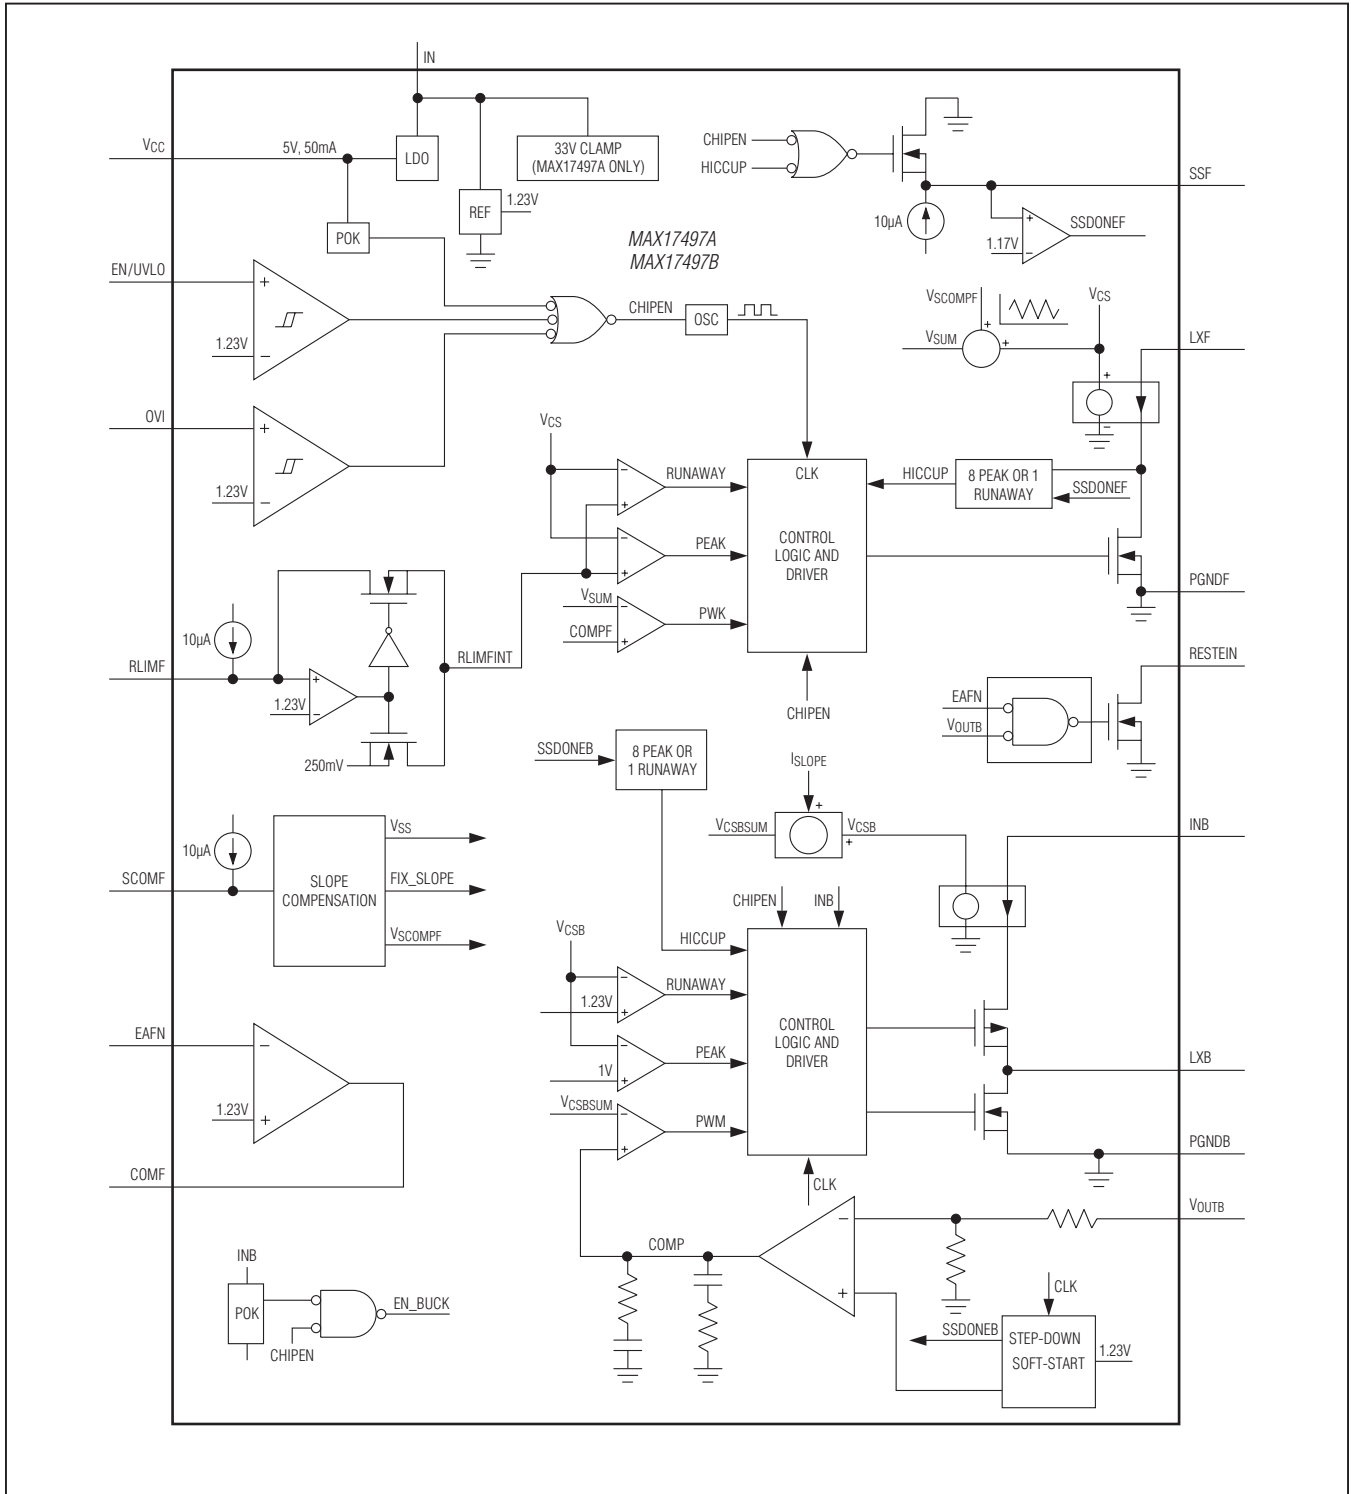 IN
VCC
5V, 50mA
LDO
33V CLAMP
(MAX17497A ONLY)
CHIPEN
HICCUP
SSF
REF
1.23V
POK
10µA
+
1.17V
−
SSDONEF
MAX17497A
MAX17497B
EN/UVLO
+
1.23V
−
CHIPEN
OSC
VSCOMPF
VCS
VSUM
+
+
LXF
+
−
OVI
+
1.23V
−
VCS
−
+
RUNAWAY
CLK
HICCUP
8 PEAK OR 1
RUNAWAY
SSDONEF
−
+
PEAK
CONTROL
LOGIC AND
DRIVER
PGNDF
VSUM
−
COMPF
+
PWK
10µA
RLIMF
+
1.23V
−
RLIMFINT
250mV
CHIPEN
RESTEIN
EAFN
VOUTB
SSDONEB
8 PEAK OR
1 RUNAWAY
ISLOPE
+
VCSBSUM
VCSB
+
INB
10µA
SCOMF
SLOPE
COMPENSATION
VSS
FIX_SLOPE
VSCOMPF
CHIPEN
INB
VCSB
HICCUP
−
1.23V
+
RUNAWAY
CONTROL
LOGIC AND
DRIVER
EAFN
−
1.23V
+
−
1V
+
PEAK
LXB
VCSBSUM
−
+
PWM
PGNDB
COMF
CLK
VOUTB
−
+
COMP
INB
POK
CHIPEN
EN_BUCK
CLK
SSDONEB
STEP-DOWN
SOFT-START
1.23V